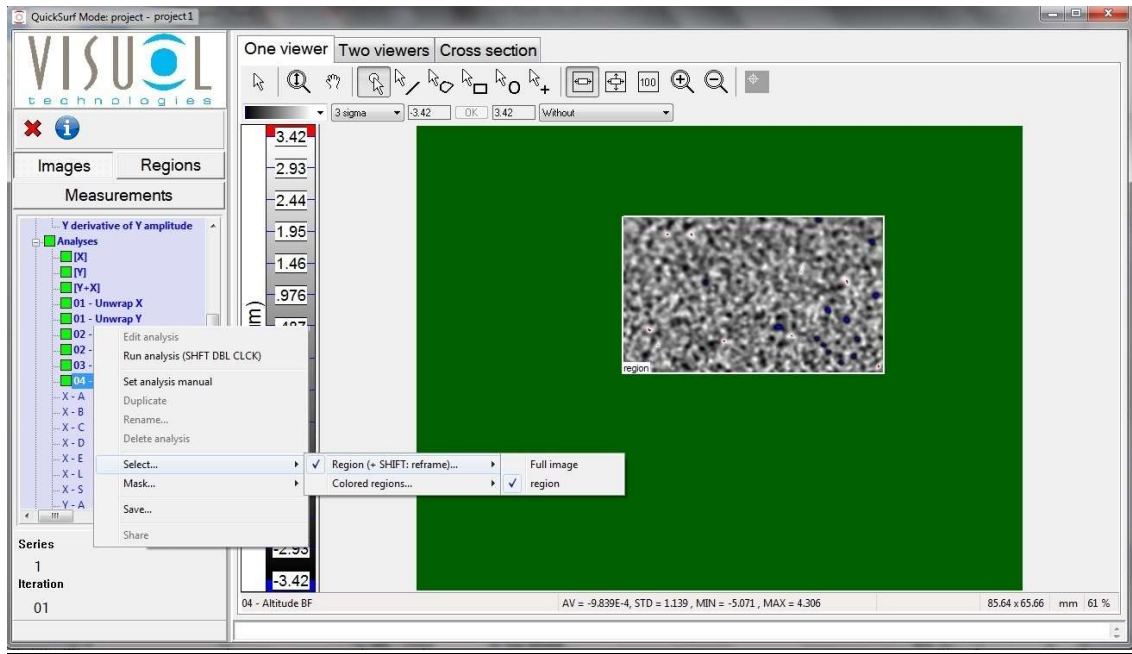 QuickSurf Mode: project - project1
VISUOL
technologies
Images
Regions
Measurements
Y derivative of Y amplitude
Analyses
[X]
[Y]
[Y+X]
01 - Unwrap X
01 - Unwrap Y
02 -
02 -
03 -
04 -
X - A
X - B
X - C
X - D
X - E
X - L
X - S
Y - A
Series
1
Iteration
01
Edit analysis
Run analysis (SHFT DBL CLCK)
Set analysis manual
Duplicate
Rename...
Delete analysis
Select...
Mask...
Save...
Share
Region (+ SHIFT: reframe)...
Colored regions...
Full image
region
One viewer
Two viewers
Cross section
100
3 sigma
-3.42
OK
3.42
Without
3.42
2.93
2.44
1.95
1.46
.976
-2.93
-3.42
region
04 - Altitude BF
AV = -9.839E-4, STD = 1.139 , MIN = -5.071 , MAX = 4.306
85.64 x 65.66
mm
61 %